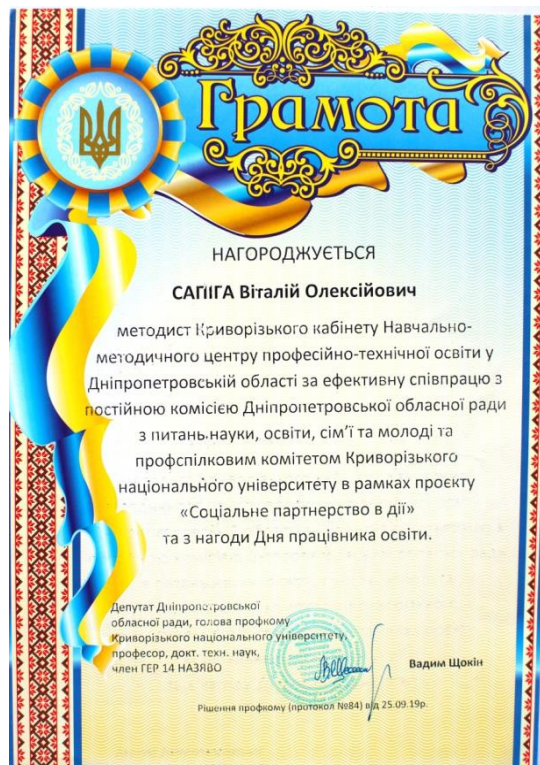 Грамота
НАГОРОДЖУЄТЬСЯ
САПІГА Віталій Олексійович
методист Криворізького кабінету Навчально-
методичного центру професійно-технічної освіти у
Дніпропетровській області за ефективну співпрацю з
постійною комісією Дніпропетровської обласної ради
з питань науки, освіти, сім’ї та молоді та
профспілковим комітетом Криворізького
національного університету в рамках проєкту
«Соціальне партнерство в дії»
та з нагоди Дня працівника освіти.
Депутат Дніпропетровської
обласної ради, голова профкому
Криворізького національного університету,
професор, докт. техн. наук,
член ГЕР 14 НАЗЯВО
Вадим Щокін
Рішення профкому (протокол №84) від 25.09.19р.